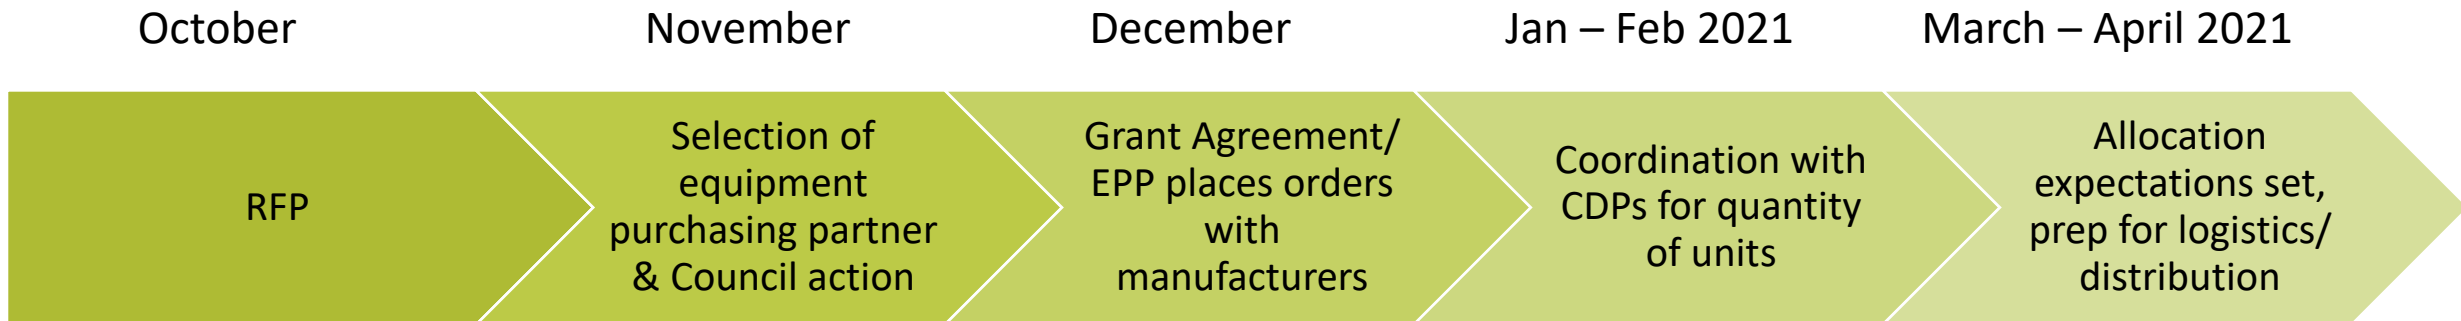 October
November
December
Jan – Feb 2021
March – April 2021
RFP
Selection of
equipment
purchasing partner
& Council action
Grant Agreement/
EPP places orders
with
manufacturers
Coordination with
CDPs for quantity
of units
Allocation
expectations set,
prep for logistics/
distribution